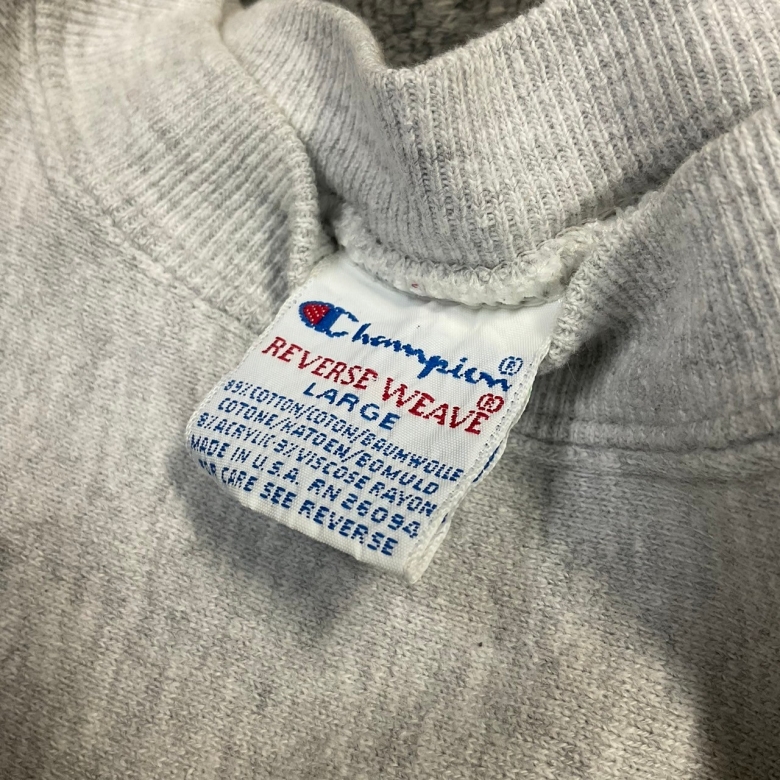 Champion®
REVERSE WEAVE®
LARGE
89% COTTON/COTON/BAUMWOLLE
COTONE/KATOEN/BOMULD
8% ACRYLIC 3% VISCOSE RAYON
MADE IN U.S.A. RN 26094
FOR CARE SEE REVERSE